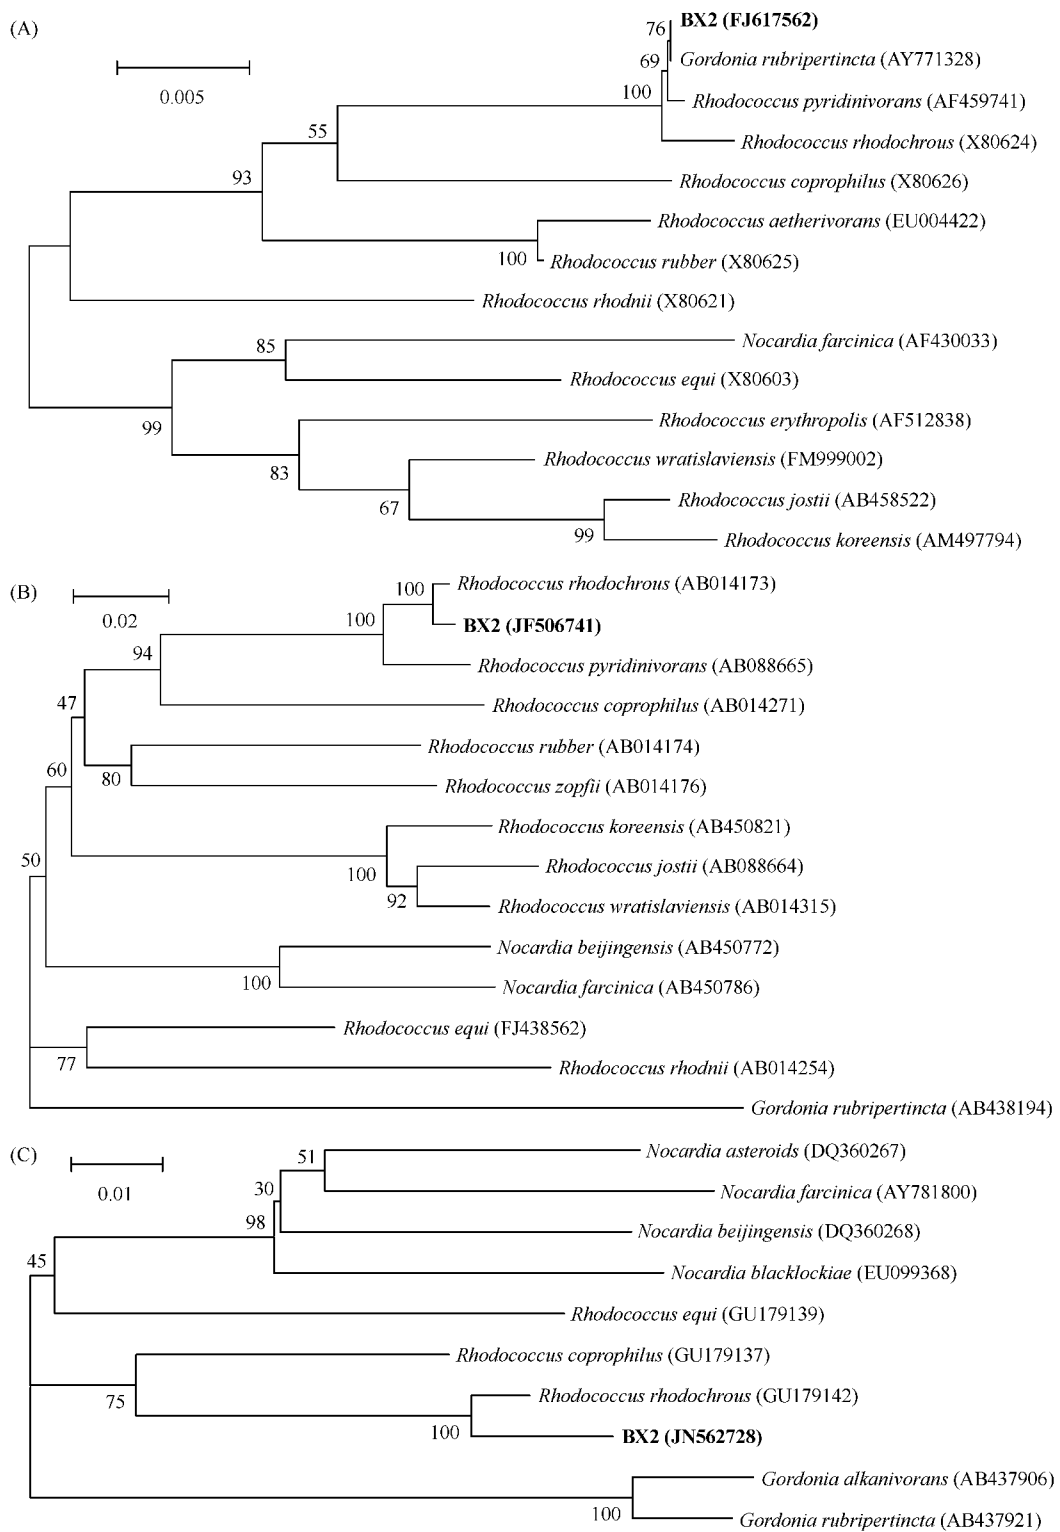 (A)
76
BX2 (FJ617562)
69
Gordonia rubripertincta (AY771328)
0.005
100
Rhodococcus pyridinivorans (AF459741)
55
Rhodococcus rhodochrous (X80624)
93
Rhodococcus coprophilus (X80626)
Rhodococcus aetherivorans (EU004422)
100
Rhodococcus rubber (X80625)
Rhodococcus rhodnii (X80621)
85
Nocardia farcinica (AF430033)
Rhodococcus equi (X80603)
99
Rhodococcus erythropolis (AF512838)
83
Rhodococcus wratislaviensis (FM999002)
67
Rhodococcus jostii (AB458522)
99
Rhodococcus koreensis (AM497794)
(B)
100
Rhodococcus rhodochrous (AB014173)
0.02
100
BX2 (JF506741)
94
Rhodococcus pyridinivorans (AB088665)
47
Rhodococcus coprophilus (AB014271)
Rhodococcus rubber (AB014174)
60
80
Rhodococcus zopfii (AB014176)
Rhodococcus koreensis (AB450821)
50
100
Rhodococcus jostii (AB088664)
92
Rhodococcus wratislaviensis (AB014315)
Nocardia beijingensis (AB450772)
100
Nocardia farcinica (AB450786)
Rhodococcus equi (FJ438562)
77
Rhodococcus rhodnii (AB014254)
Gordonia rubripertincta (AB438194)
(C)
51
Nocardia asteroids (DQ360267)
0.01
30
Nocardia farcinica (AY781800)
98
Nocardia beijingensis (DQ360268)
45
Nocardia blacklockiae (EU099368)
Rhodococcus equi (GU179139)
Rhodococcus coprophilus (GU179137)
75
Rhodococcus rhodochrous (GU179142)
100
BX2 (JN562728)
Gordonia alkanivorans (AB437906)
100
Gordonia rubripertincta (AB437921)